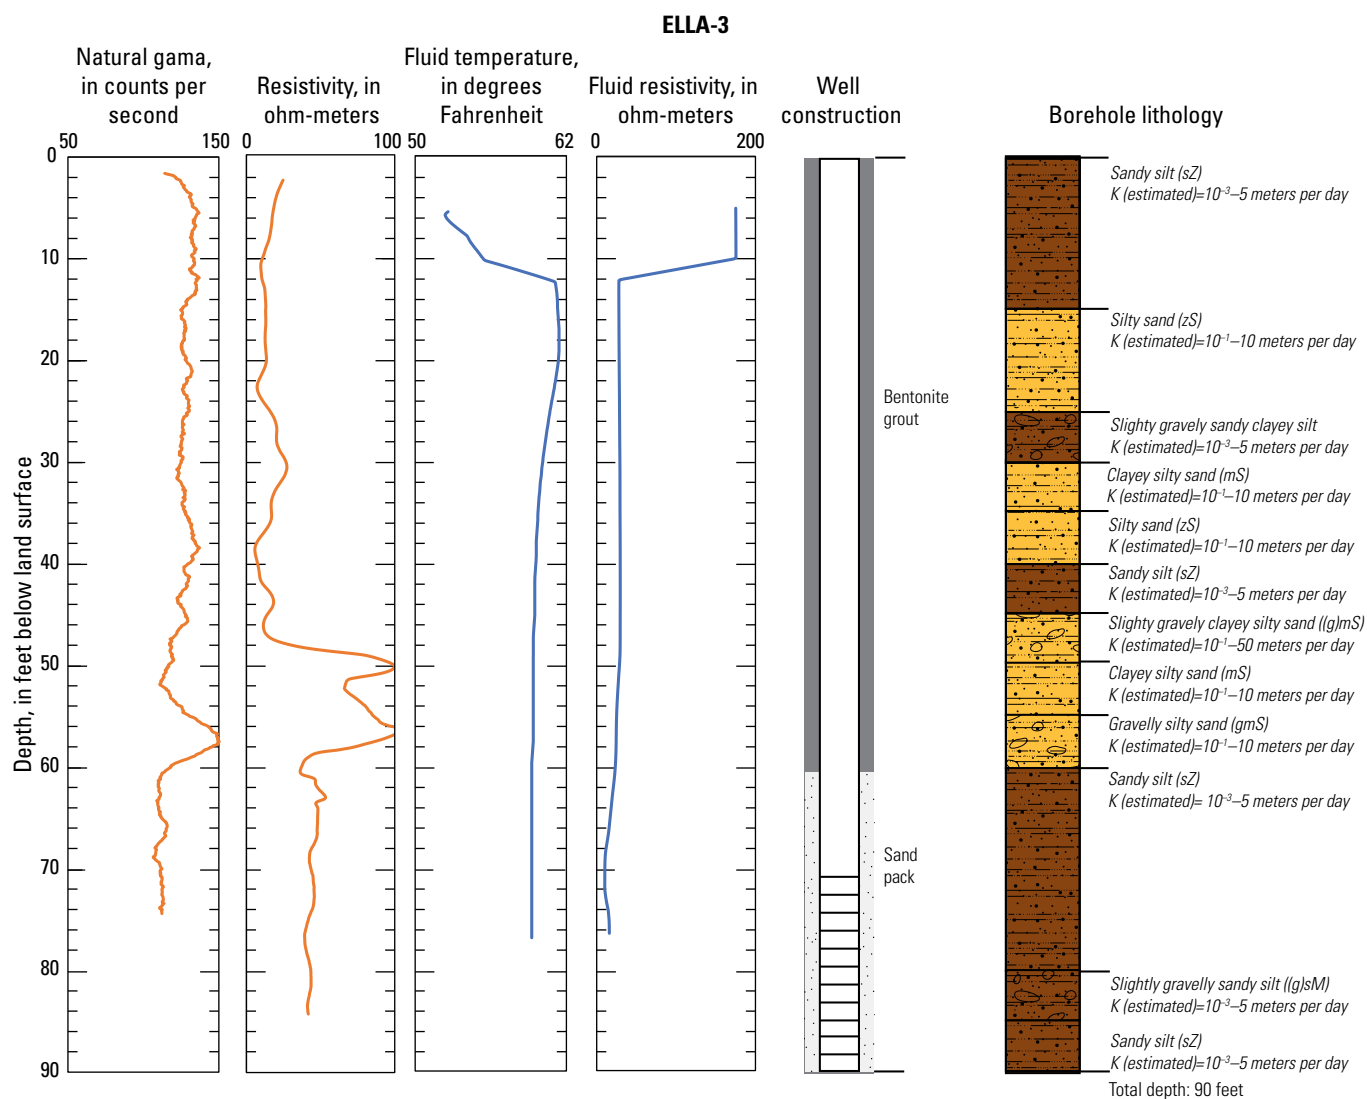 ELLA-3
Natural gama,
in counts per
second
Resistivity, in
ohm-meters
Fluid temperature,
in degrees
Fahrenheit
Fluid resistivity, in
ohm-meters
Well
construction
Borehole lithology
50 150
0 100
50 62
0 200
Depth, in feet below land surface
0
10
20
30
40
50
60
70
80
90
Bentonite
grout
Sand
pack
Sandy silt (sZ)
K (estimated)=10⁻³–5 meters per day
Silty sand (zS)
K (estimated)=10⁻¹–10 meters per day
Slighty gravely sandy clayey silt
K (estimated)=10⁻³–5 meters per day
Clayey silty sand (mS)
K (estimated)=10⁻¹–10 meters per day
Silty sand (zS)
K (estimated)=10⁻¹–10 meters per day
Sandy silt (sZ)
K (estimated)=10⁻³–5 meters per day
Slighty gravely clayey silty sand ((g)mS)
K (estimated)=10⁻¹–50 meters per day
Clayey silty sand (mS)
K (estimated)=10⁻¹–10 meters per day
Gravelly silty sand (gmS)
K (estimated)=10⁻¹–10 meters per day
Sandy silt (sZ)
K (estimated)= 10⁻³–5 meters per day
Slightly gravelly sandy silt ((g)sM)
K (estimated)=10⁻³–5 meters per day
Sandy silt (sZ)
K (estimated)=10⁻³–5 meters per day
Total depth: 90 feet